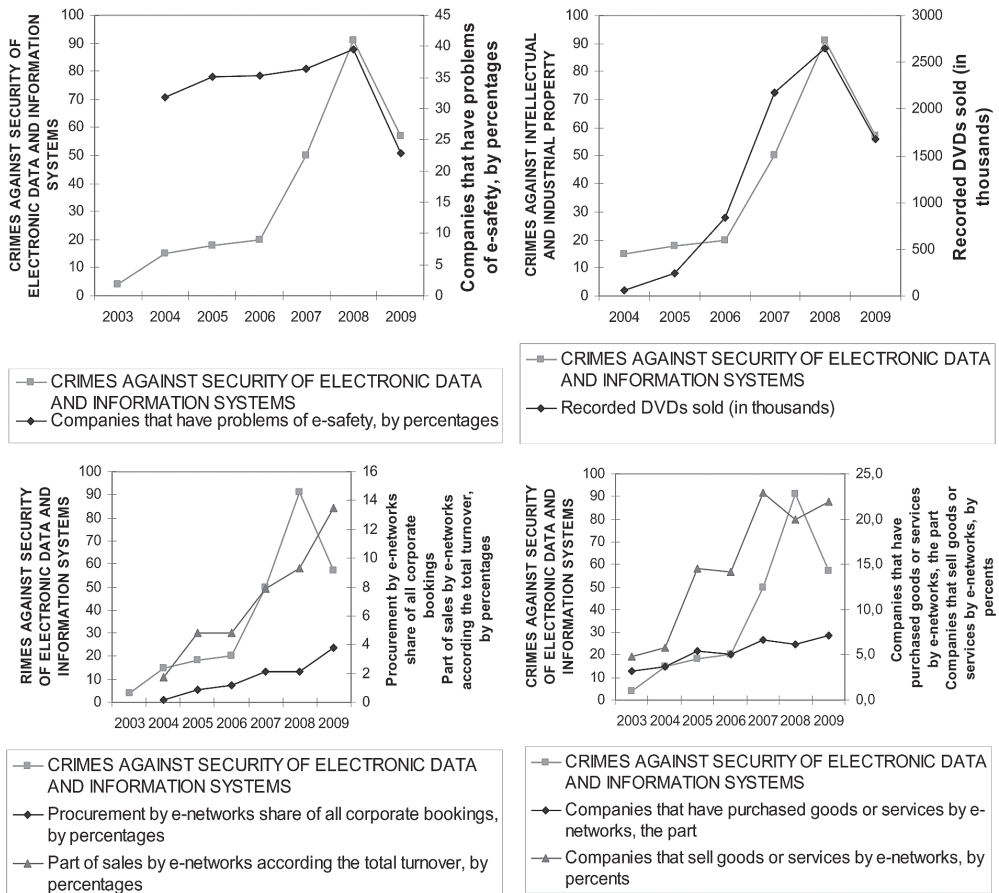 CRIMES AGAINST SECURITY OF
ELECTRONIC DATA AND INFORMATION
SYSTEMS
100
90
80
70
60
50
40
30
20
10
0
45
40
35
30
25
20
15
10
5
0
Companies that have problems
of e-safety, by percentages
2003 2004 2005 2006 2007 2008 2009
CRIMES AGAINST SECURITY OF ELECTRONIC DATA
AND INFORMATION SYSTEMS
Companies that have problems of e-safety, by percentages
CRIMES AGAINST INTELLECTUAL
AND INDUSTRIAL PROPERTY
100
90
80
70
60
50
40
30
20
10
0
3000
2500
2000
1500
1000
500
0
Recorded DVDs sold (in
thousands)
2004 2005 2006 2007 2008 2009
CRIMES AGAINST SECURITY OF ELECTRONIC DATA
AND INFORMATION SYSTEMS
Recorded DVDs sold (in thousands)
RIMES AGAINST SECURITY
OF ELECTRONIC DATA AND
INFORMATION SYSTEMS
100
90
80
70
60
50
40
30
20
10
0
16
14
12
10
8
6
4
2
0
Procurement by e-networks
share of all corporate
bookings
Part of sales by e-networks
according the total turnover,
by percentages
2003 2004 2005 2006 2007 2008 2009
CRIMES AGAINST SECURITY OF ELECTRONIC DATA
AND INFORMATION SYSTEMS
Procurement by e-networks share of all corporate bookings,
by percentages
Part of sales by e-networks according the total turnover, by
percentages
CRIMES AGAINST SECURITY
OF ELECTRONIC DATA AND
INFORMATION SYSTEMS
100
90
80
70
60
50
40
30
20
10
0
25,0
20,0
15,0
10,0
5,0
0,0
Companies that have
purchased goods or services
by e-networks, the part
Companies that sell goods or
services by e-networks, by
percents
2003 2004 2005 2006 2007 2008 2009
CRIMES AGAINST SECURITY OF ELECTRONIC DATA
AND INFORMATION SYSTEMS
Companies that have purchased goods or services by e-
networks, the part
Companies that sell goods or services by e-networks, by
percents